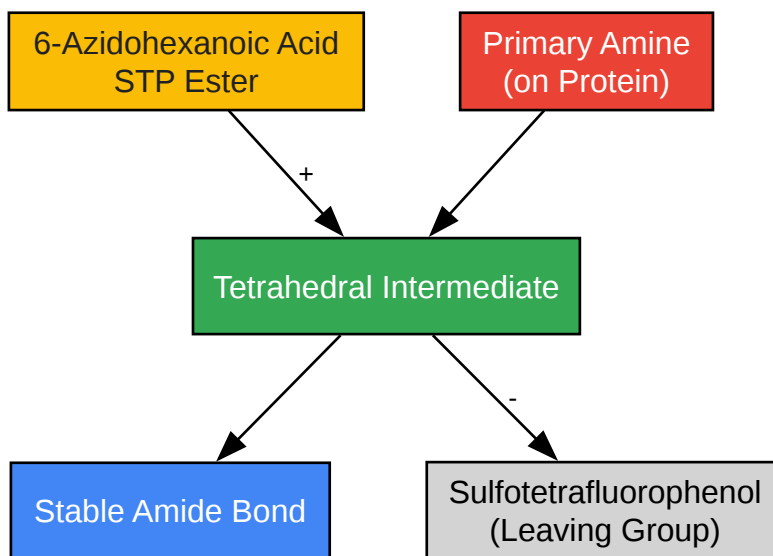 6-Azidohexanoic Acid
STP Ester
Primary Amine
(on Protein)
+
Tetrahedral Intermediate
-
Stable Amide Bond
Sulfotetrafluorophenol
(Leaving Group)